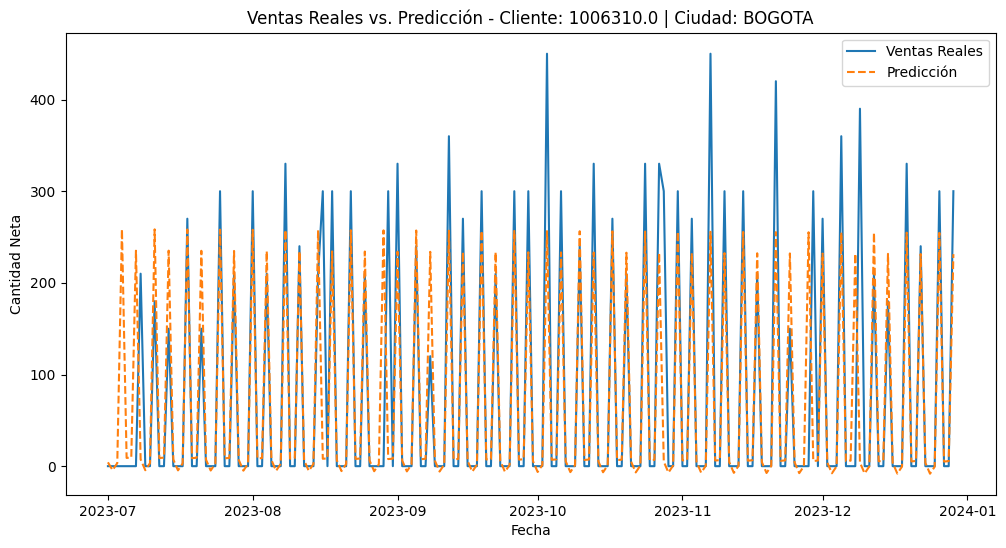 Ventas Reales vs. Predicción - Cliente: 1006310.0 | Ciudad: BOGOTA
Ventas Reales
Predicción
Cantidad Neta
400
300
200
100
0
2023-07
2023-08
2023-09
2023-10
2023-11
2023-12
2024-01
Fecha